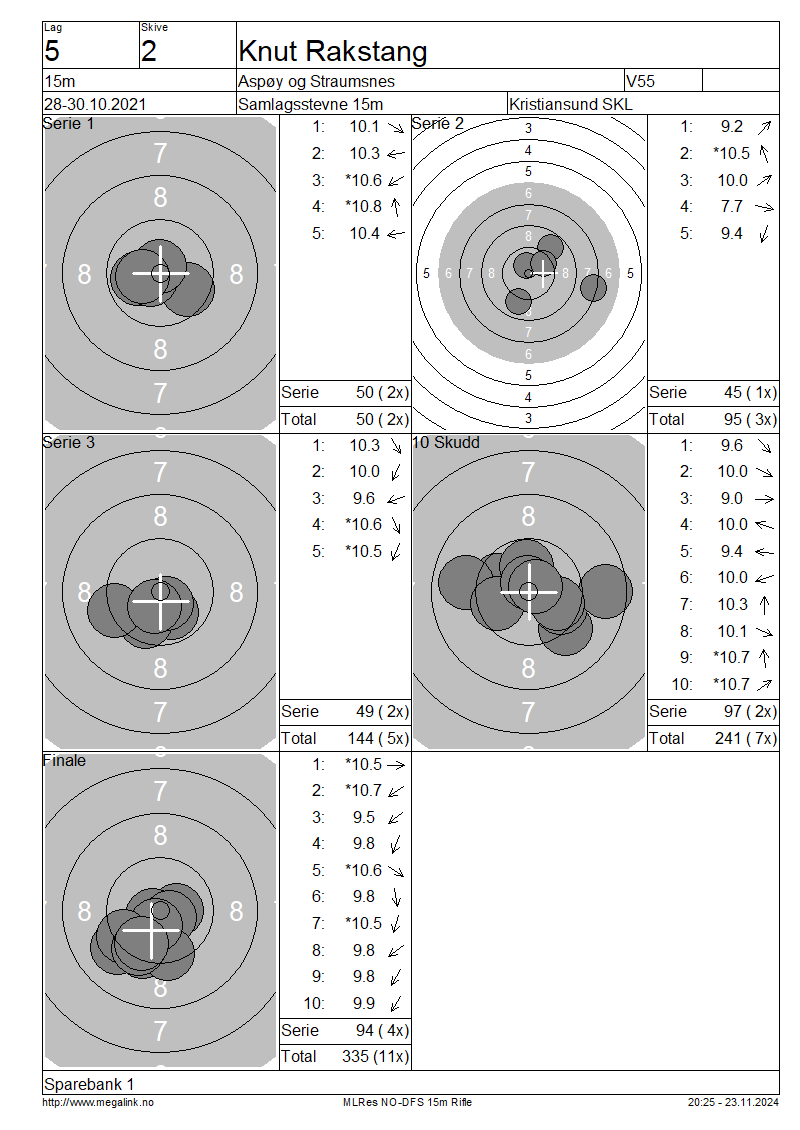 Lag
Skive
5
2
Knut Rakstang
15m
Aspøy og Straumsnes
V55
28-30.10.2021
Samlagsstevne 15m
Kristiansund SKL
Serie 1
7
8
8
8
8
7
1: 10.1
2: 10.3
3: *10.6
4: *10.8
5: 10.4
Serie 50 ( 2x)
Total 50 ( 2x)
Serie 2
3
4
5
6
7
8
5 6 7 8 8 7 6 5
8
7
6
5
4
3
1: 9.2
2: *10.5
3: 10.0
4: 7.7
5: 9.4
Serie 45 ( 1x)
Total 95 ( 3x)
Serie 3
7
8
8
8
8
7
1: 10.3
2: 10.0
3: 9.6
4: *10.6
5: *10.5
Serie 49 ( 2x)
Total 144 ( 5x)
10 Skudd
7
8
8
7
1: 9.6
2: 10.0
3: 9.0
4: 10.0
5: 9.4
6: 10.0
7: 10.3
8: 10.1
9: *10.7
10: *10.7
Serie 97 ( 2x)
Total 241 ( 7x)
Finale
7
8
8
8
8
7
1: *10.5
2: *10.7
3: 9.5
4: 9.8
5: *10.6
6: 9.8
7: *10.5
8: 9.8
9: 9.8
10: 9.9
Serie 94 ( 4x)
Total 335 (11x)
Sparebank 1
http://www.megalink.no
MLRes NO-DFS 15m Rifle
20:25 - 23.11.2024